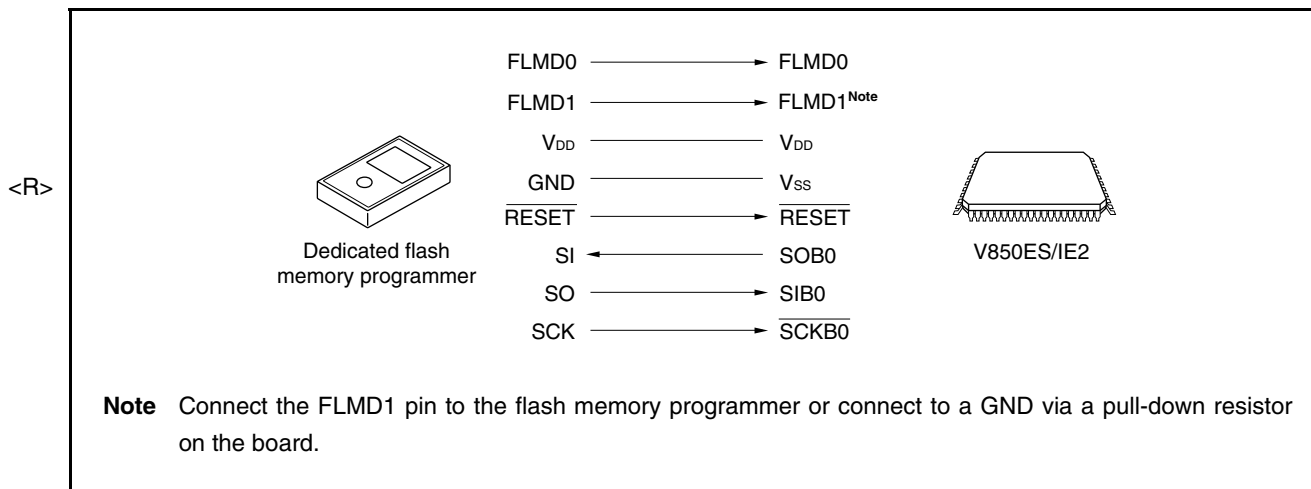 FLMD0 FLMD0
FLMD1 FLMD1Note
VDD VDD
<R>
GND VSS
RESET RESET
Dedicated flash
memory programmer
SI SOB0
V850ES/IE2
SO SIB0
SCK SCKB0
Note Connect the FLMD1 pin to the flash memory programmer or connect to a GND via a pull-down resistor
on the board.